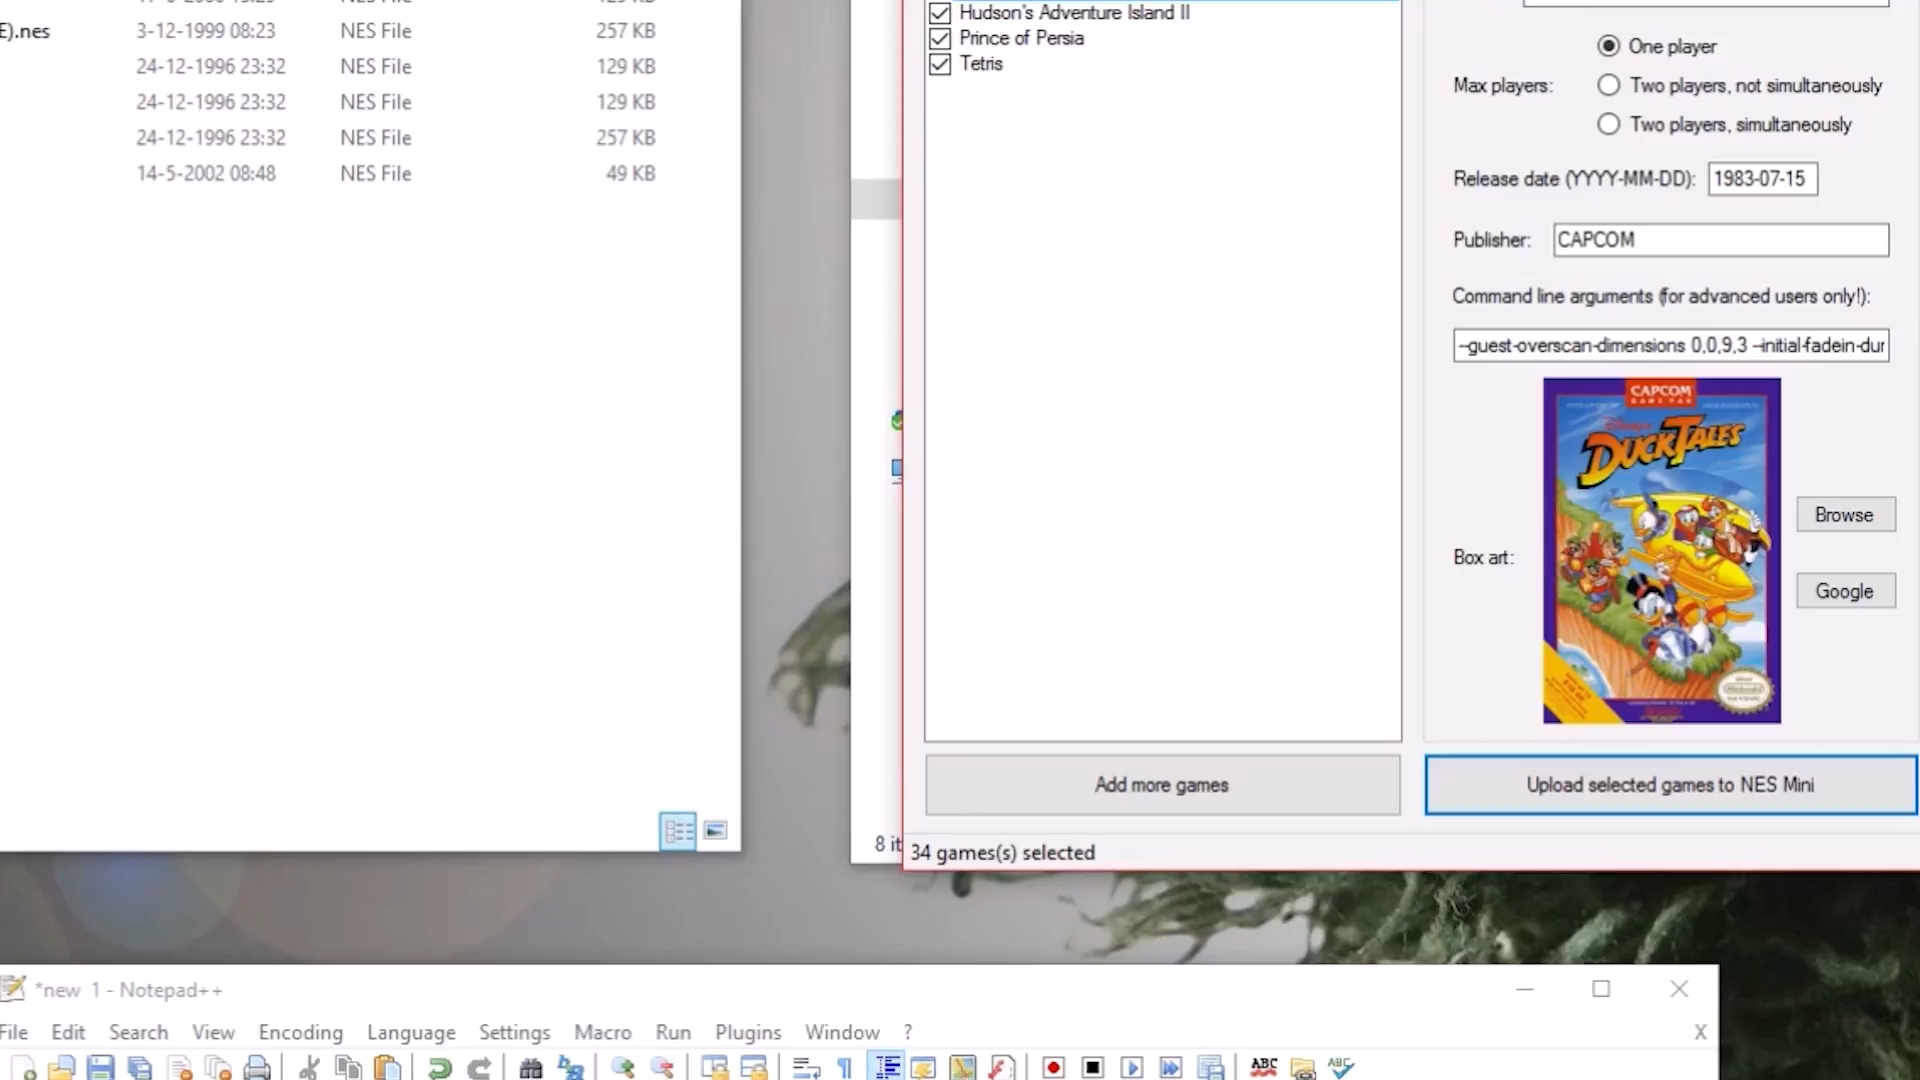 Hudson's Adventure Island II
E).nes 3-12-1999 08:23 NES File 257 KB
Prince of Persia
One player
24-12-1996 23:32 NES File 129 KB
Tetris
Max players:
Two players, not simultaneously
24-12-1996 23:32 NES File 129 KB
Two players, simultaneously
24-12-1996 23:32 NES File 257 KB
14-5-2002 08:48 NES File 49 KB
Release date (YYYY-MM-DD): 1983-07-15
Publisher: CAPCOM
Command line arguments (for advanced users only!):
--guest-overscan-dimensions 0,0,9,3 --initial-fadein-dur
CAPCOM
Disney's
DUCKTALES
Browse
Box art:
Google
Add more games
Upload selected games to NES Mini
8 it
34 games(s) selected
*new 1 - Notepad++
File Edit Search View Encoding Language Settings Macro Run Plugins Window ? X
ABC
ABC